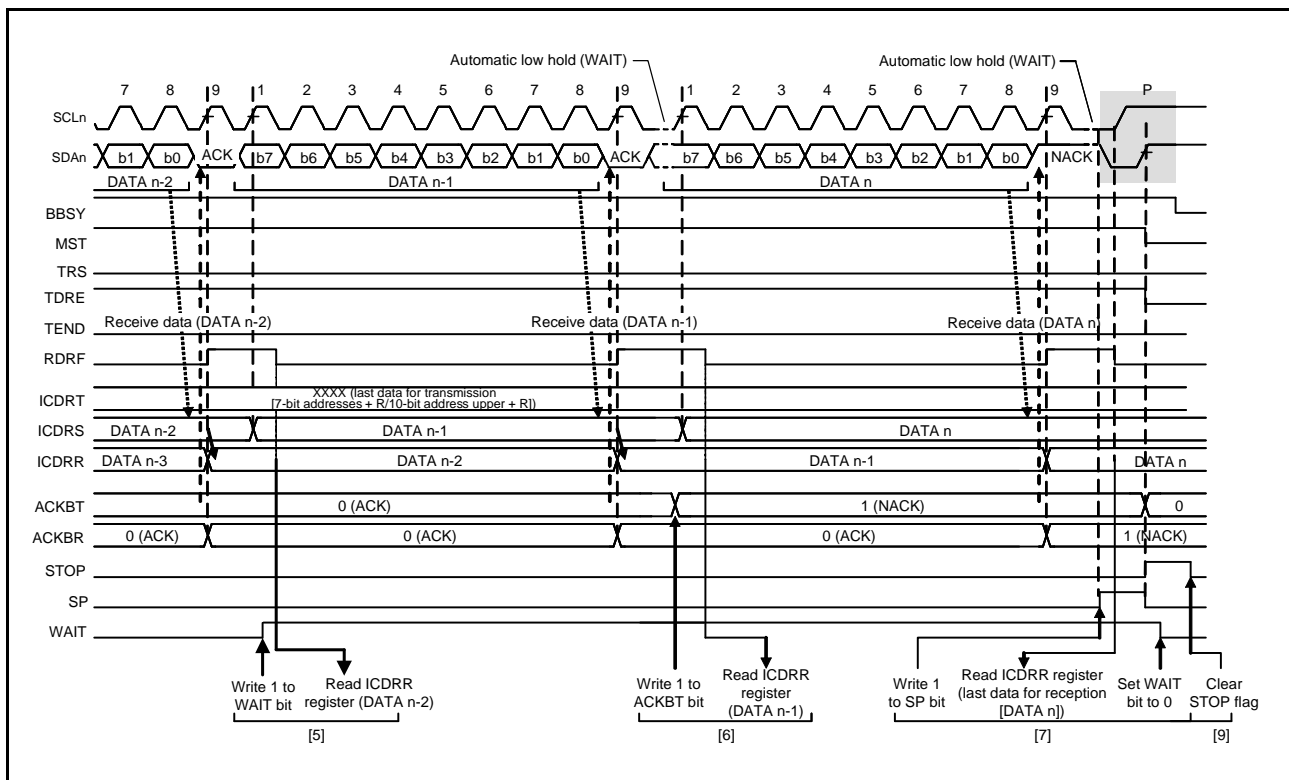 Automatic low hold (WAIT)
Automatic low hold (WAIT)
7 8 9 1 2 3 4 5 6 7 8 9 1 2 3 4 5 6 7 8 9 P
SCLn
SDAn b1 b0 ACK b7 b6 b5 b4 b3 b2 b1 b0 ACK b7 b6 b5 b4 b3 b2 b1 b0 NACK
DATA n-2 DATA n-1 DATA n
BBSY
MST
TRS
TDRE
Receive data (DATA n-2) Receive data (DATA n-1) Receive data (DATA n)
TEND
RDRF
XXXX (last data for transmission
ICDRT
[7-bit addresses + R/10-bit address upper + R])
ICDRS DATA n-2 DATA n-1 DATA n
ICDRR DATA n-3 DATA n-2 DATA n-1 DATA n
ACKBT 0 (ACK) 1 (NACK) 0
ACKBR 0 (ACK) 0 (ACK) 0 (ACK) 1 (NACK)
STOP
SP
WAIT
Write 1 to
WAIT bit
Read ICDRR
register (DATA n-2)
[5]
Write 1 to
ACKBT bit
Read ICDRR
register
(DATA n-1)
[6]
Write 1
to SP bit
Read ICDRR register
(last data for reception
[DATA n])
Set WAIT
bit to 0
[7]
Clear
STOP flag
[9]